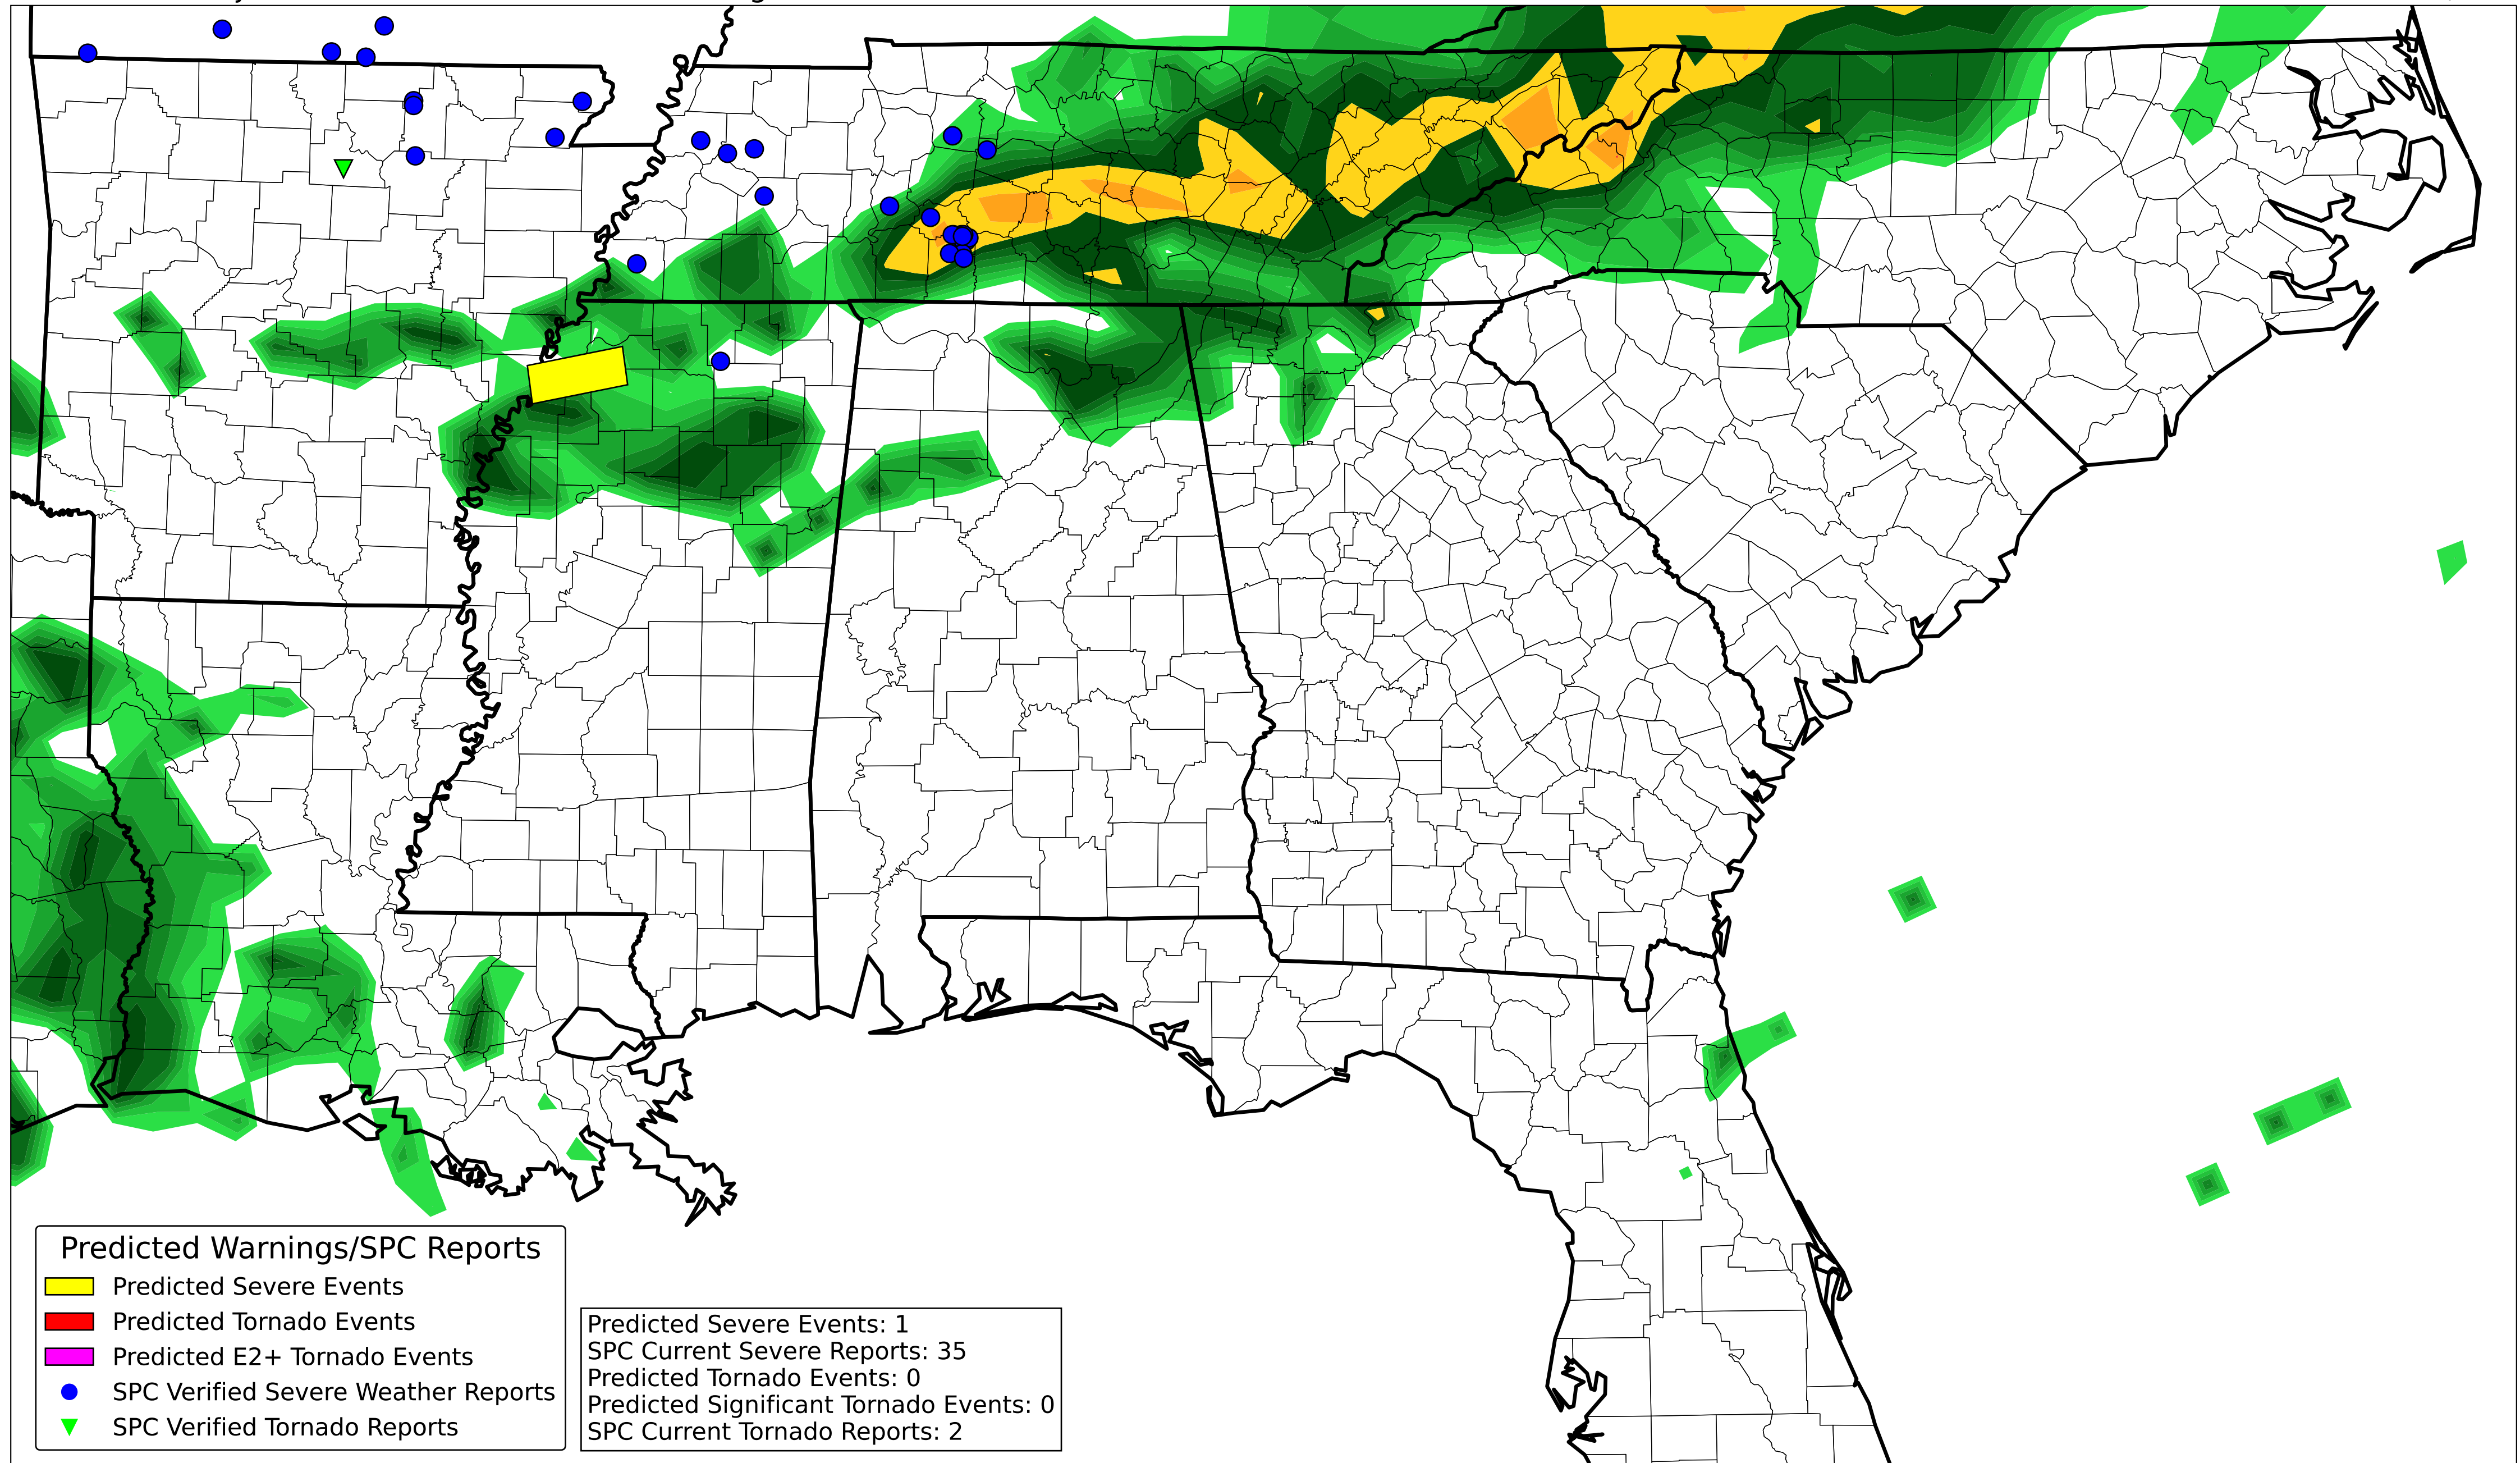 Predicted Warnings/SPC Reports
Predicted Severe Events
Predicted Tornado Events
Predicted E2+ Tornado Events
SPC Verified Severe Weather Reports
SPC Verified Tornado Reports
Predicted Severe Events: 1
SPC Current Severe Reports: 35
Predicted Tornado Events: 0
Predicted Significant Tornado Events: 0
SPC Current Tornado Reports: 2